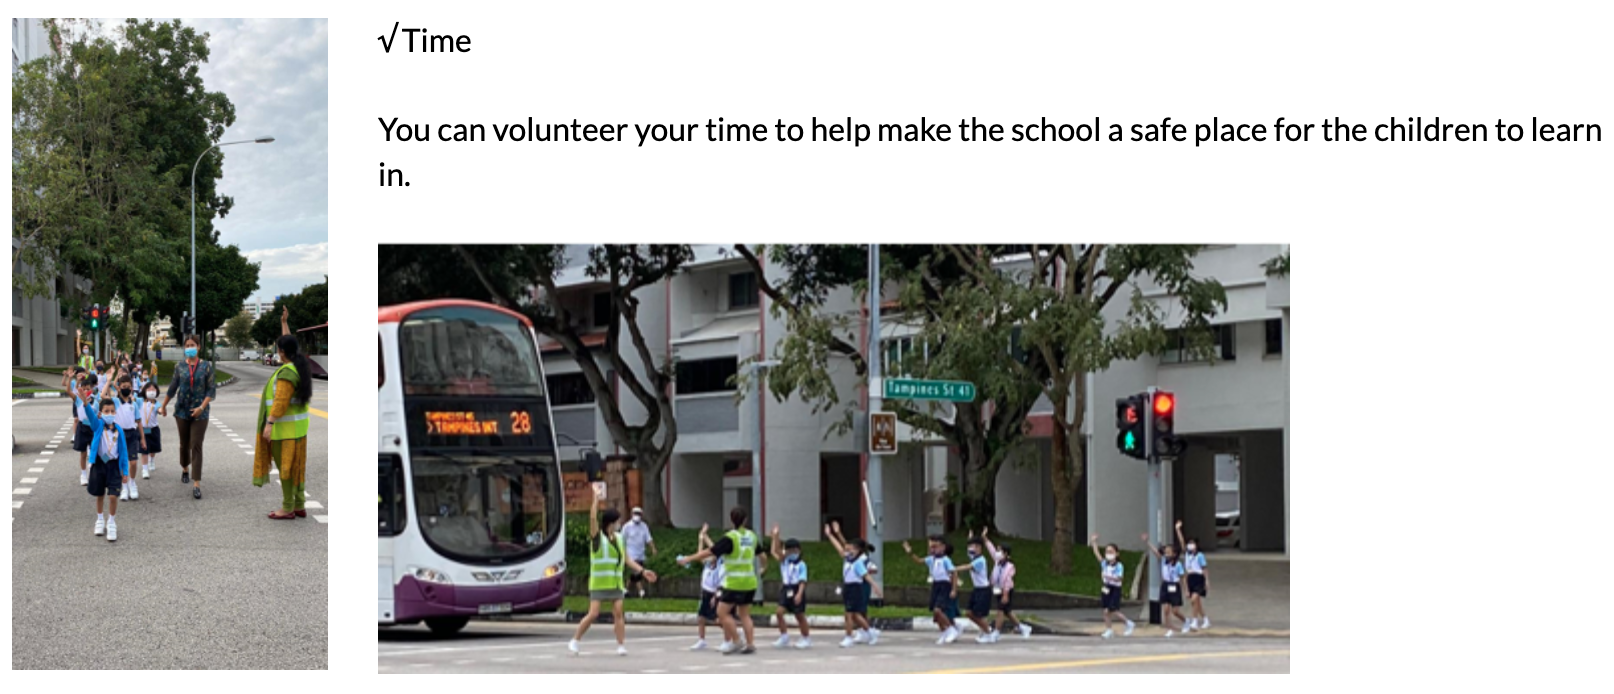 √Time
You can volunteer your time to help make the school a safe place for the children to learn
in.
Tampines St 41
> TAMPINES INT 28